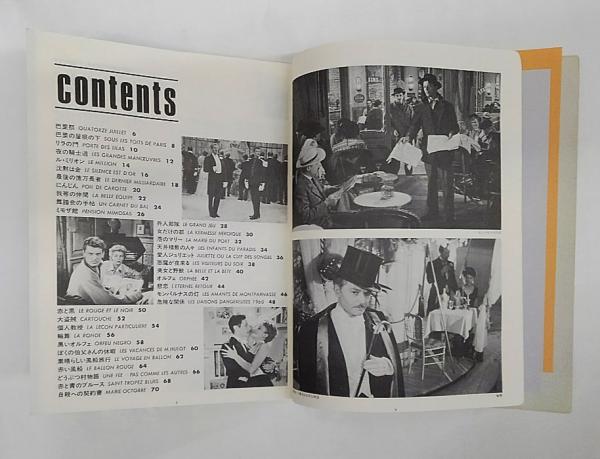 contents
巴里祭 QUATORZE JUILLET 6
巴里の屋根の下 SOUS LES TOITS DE PARIS 8
リラの門 PORTE DES LILAS 10
夜の騎士道 LES GRANDES MANŒUVRES 12
ル・ミリオン LE MILLION 14
沈黙は金 LE SILENCE EST D'OR 16
最後の億万長者 LE DERNIER MILLIARDAIRE 18
にんじん POIL DE CAROTTE 20
我等の仲間 LA BELLE EQUIPE 22
舞踏会の手帖 UN CARNET DU BAL 24
ミモザ館 PENSION MIMOSAS 26
外人部隊 LE GRAND JEU 28
女だけの都 LA KERMESSE HEROIQUE 30
港のマリー LA MARIE DU PORT 32
天井桟敷の人々 LES ENFANTS DU PARADIS 34
愛人ジュリエット JULIETTE OU LA CLEF DES SONGES 36
悪魔が夜来る LES VISITEURS DU SOIR 38
美女と野獣 LA BELLE ET LA BETE 40
オルフェ ORPHEE 42
悲恋 L'ETERNEL RETOUR 44
モンパルナスの灯 LES AMANTS DE MONTPARNASSE 46
危険な関係 LES LIAISONS DANGEREUSES 1960 48
赤と黒 LE ROUGE ET LE NOIR 50
大盗賊 CARTOUCHE 52
個人教授 LA LEÇON PARTICULIERE 54
輪舞 LA RONDE 56
黒いオルフェ ORFEU NEGRO 58
ぼくの伯父さんの休暇 LES VACANCES DE M.HULOT 60
素晴らしい風船旅行 LE VOYAGE EN BALLON 62
赤い風船 LE BALLON ROUGE 64
どうぶつ村物語 UNE FEE - PAS COMME LES AUTRES 66
赤と青のブルース SAINT TROPEZ BLUES 68
自殺への契約書 MARIE OCTOBRE 70